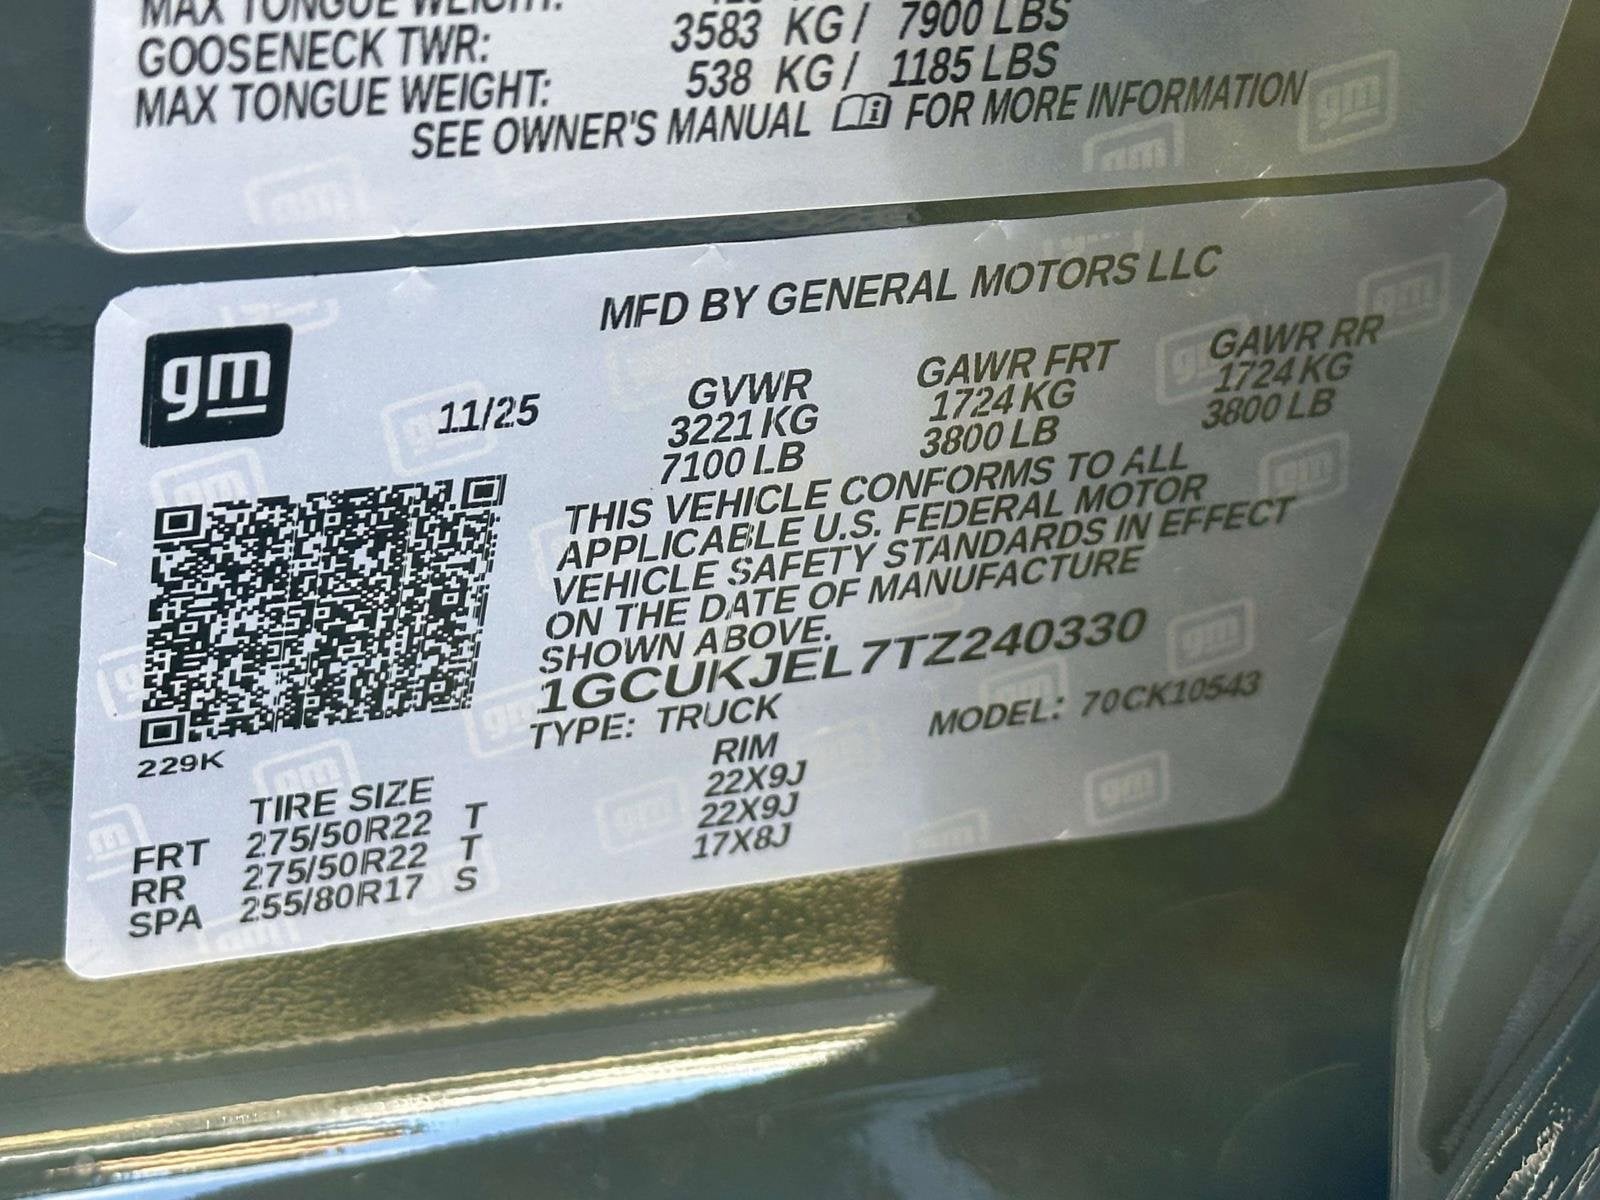 MAX TONGUE WEIGHT:
GOOSENECK TWR: 3583 KG / 7900 LBS
MAX TONGUE WEIGHT: 538 KG / 1185 LBS
SEE OWNER'S MANUAL FOR MORE INFORMATION
MFD BY GENERAL MOTORS LLC
gm
11/25
GVWR GAWR FRT GAWR RR
3221 KG 1724 KG 1724 KG
7100 LB 3800 LB 3800 LB
THIS VEHICLE CONFORMS TO ALL
APPLICABLE U.S. FEDERAL MOTOR
VEHICLE SAFETY STANDARDS IN EFFECT
ON THE DATE OF MANUFACTURE
SHOWN ABOVE.
1GCUKJEL7TZ240330
TYPE: TRUCK MODEL: 70CK10543
229K
TIRE SIZE RIM
FRT 275/50R22 T 22X9J
RR 275/50R22 T 22X9J
SPA 255/80R17 S 17X8J